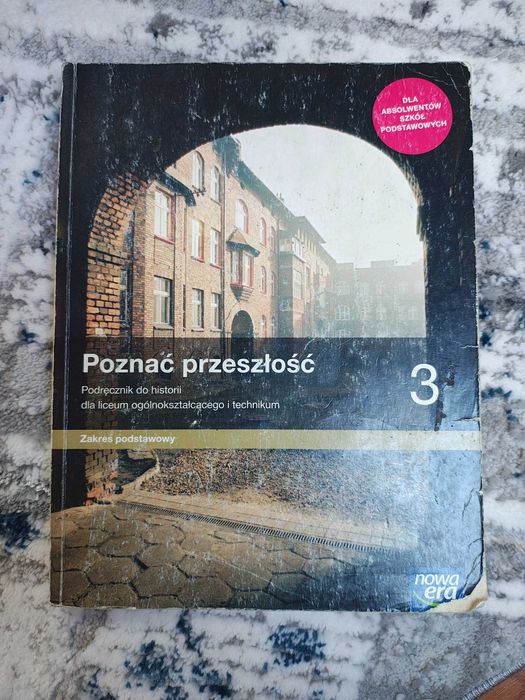 DLA
ABSOLWENTÓW
SZKÓŁ
PODSTAWOWYCH
Poznać przeszłość
3
Podręcznik do historii
dla liceum ogólnokształcącego i technikum
Zakres podstawowy
nowa
era